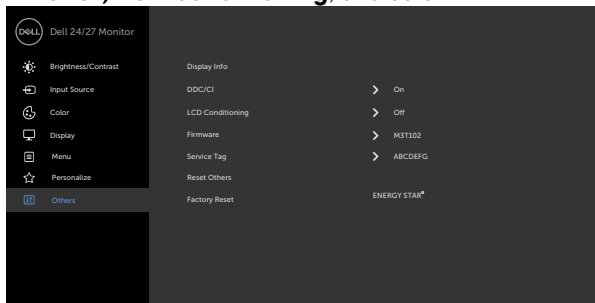 DELL Dell 24/27 Monitor
Brightness/Contrast Display Info
Input Source DDC/CI On
Color LCD Conditioning Off
Display Firmware M3T102
Menu Service Tag ABCDEFG
Personalize Reset Others
Others Factory Reset ENERGY STAR®